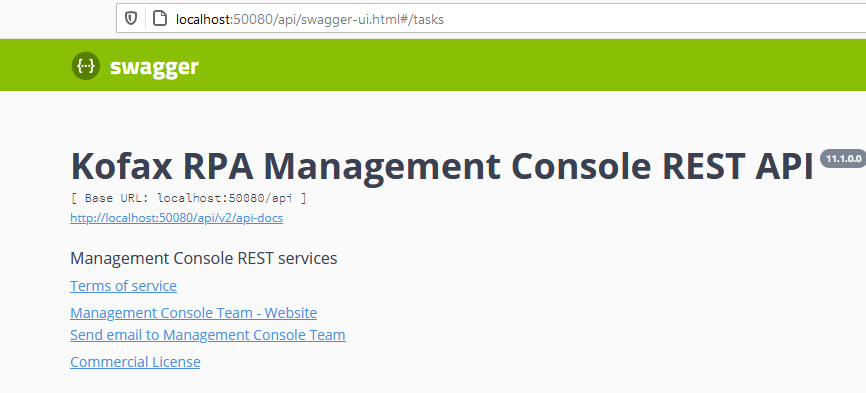 localhost:50080/api/swagger-ui.html#/tasks
{···} swagger
Kofax RPA Management Console REST API 11.1.0.0
[ Base URL: localhost:50080/api ]
http://localhost:50080/api/v2/api-docs
Management Console REST services
Terms of service
Management Console Team - Website
Send email to Management Console Team
Commercial License